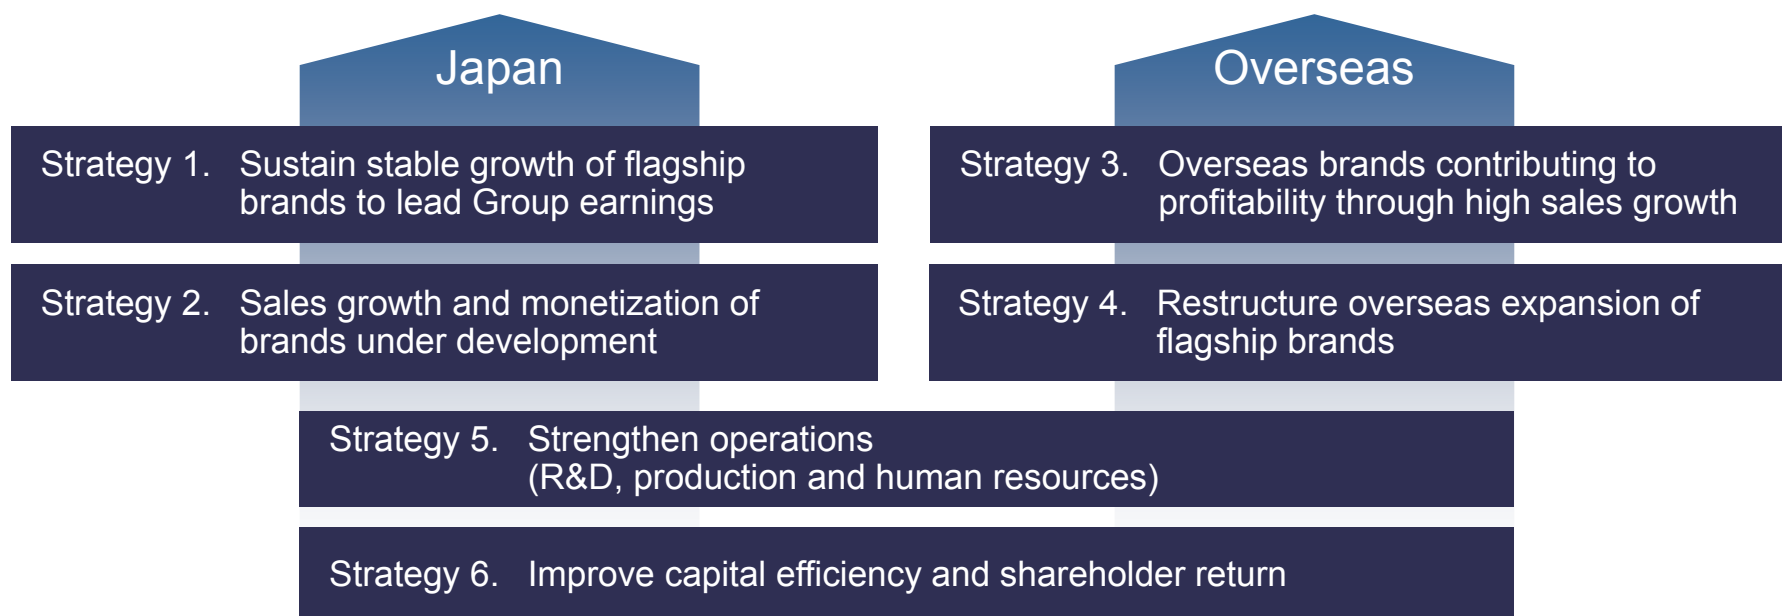 Japan
Strategy 1. Sustain stable growth of flagship
brands to lead Group earnings
Strategy 2. Sales growth and monetization of
brands under development
Overseas
Strategy 3. Overseas brands contributing to
profitability through high sales growth
Strategy 4. Restructure overseas expansion of
flagship brands
Strategy 5. Strengthen operations
(R&D, production and human resources)
Strategy 6. Improve capital efficiency and shareholder return